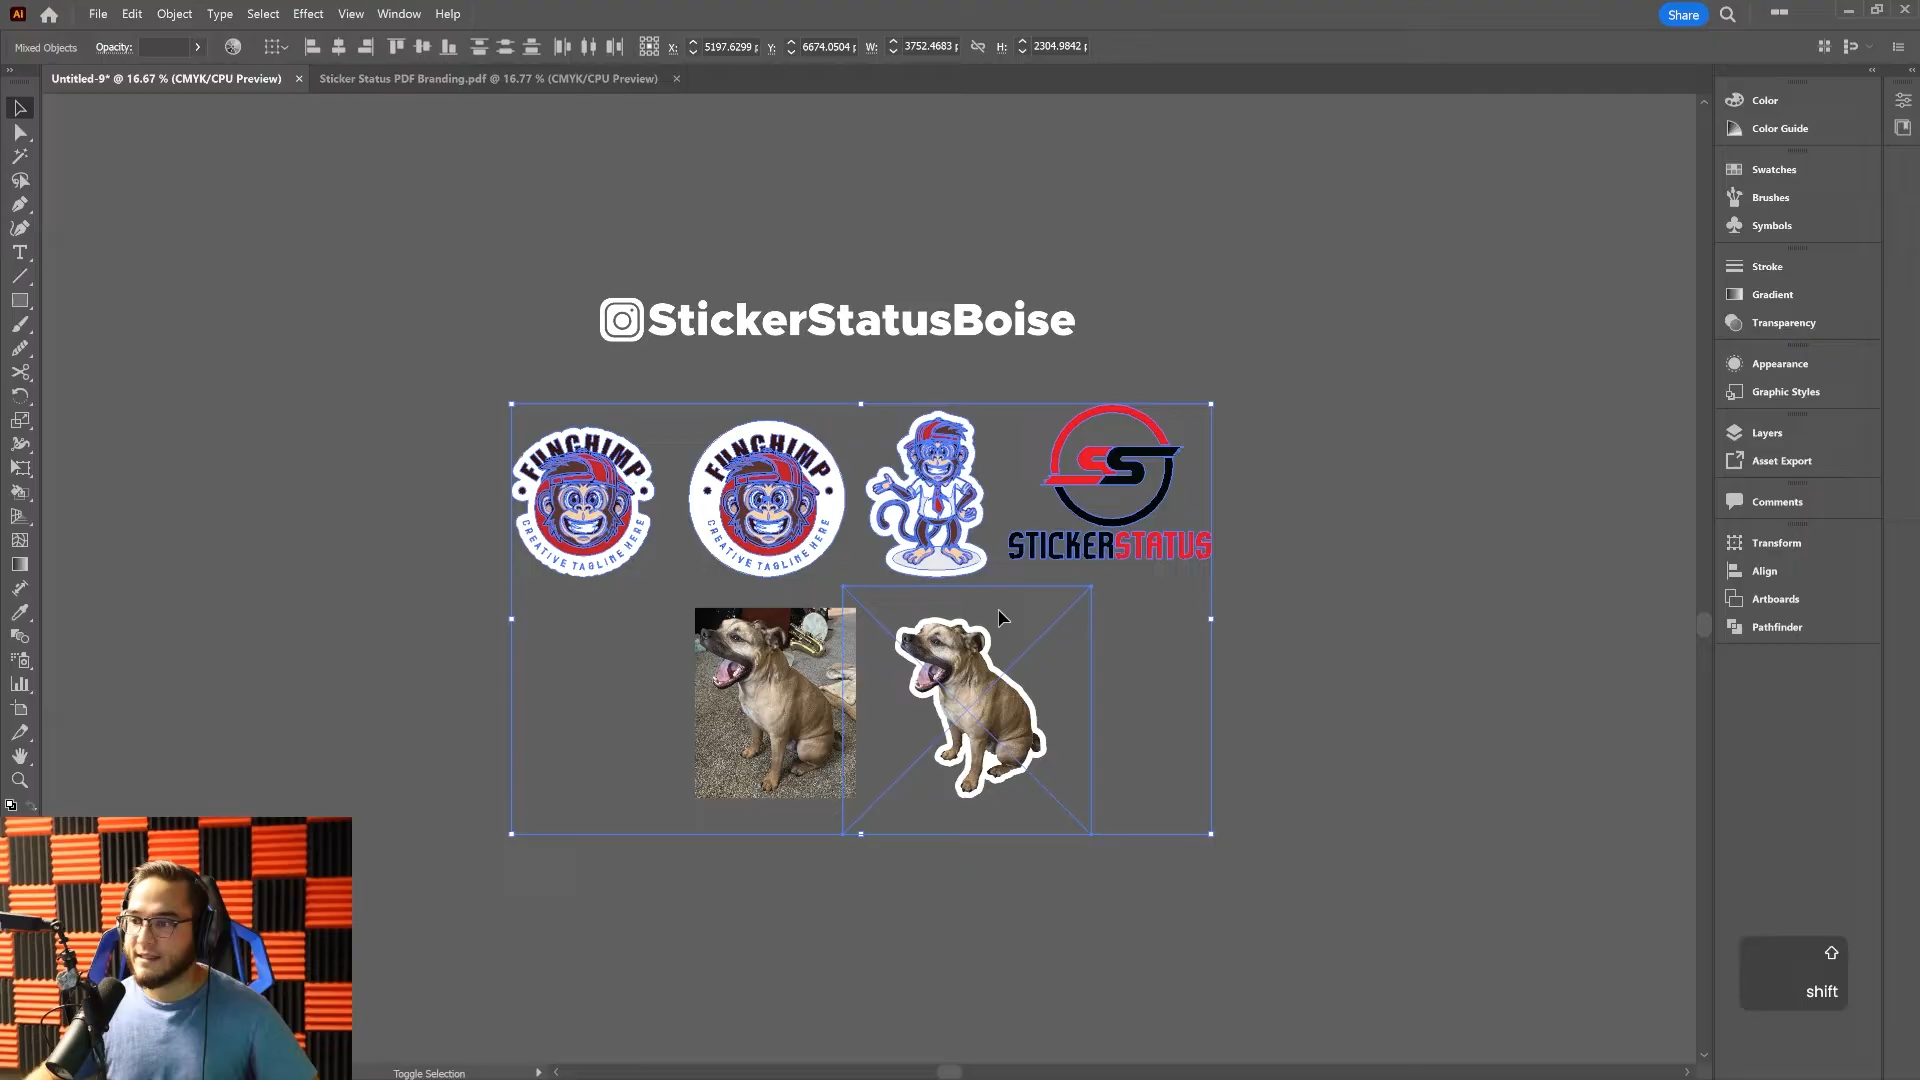 Ai File Edit Object Type Select Effect View Window Help Share
Mixed Objects Opacity: X: 5197.6299 p Y: 6674.0504 p W: 3752.4683 p H: 2304.9842 p
Untitled-9* @ 16.67 % (CMYK/CPU Preview) × Sticker Status PDF Branding.pdf @ 16.77 % (CMYK/CPU Preview) ×
Color
Color Guide
Swatches
Brushes
Symbols
Stroke
Gradient
Transparency
Appearance
Graphic Styles
Layers
Asset Export
Comments
Transform
Align
Artboards
Pathfinder
StickerStatusBoise
FUNCHIMP
CREATIVE TAGLINE HERE
FUNCHIMP
CREATIVE TAGLINE HERE
SS
STICKERSTATUS
shift
Toggle Selection